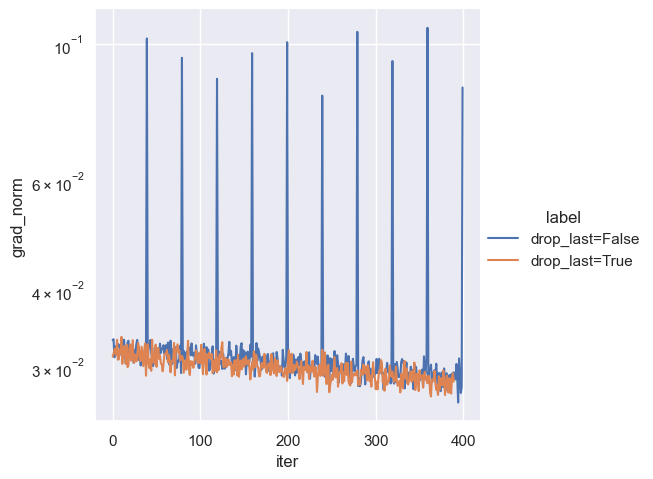 10⁻¹
6 × 10⁻²
4 × 10⁻²
3 × 10⁻²
grad_norm
0 100 200 300 400
iter
label
drop_last=False
drop_last=True